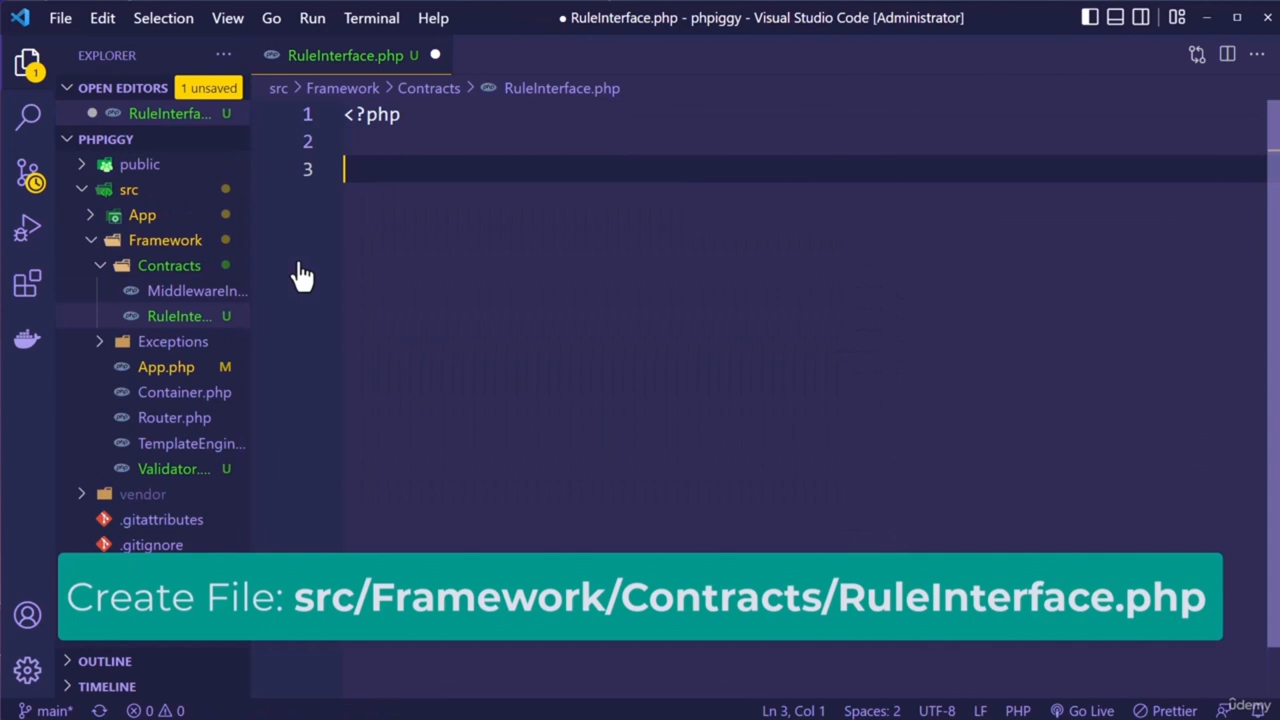 File Edit Selection View Go Run Terminal Help ● RuleInterface.php - phpiggy - Visual Studio Code [Administrator]
EXPLORER ...
RuleInterface.php U
OPEN EDITORS 1 unsaved
src > Framework > Contracts > RuleInterface.php
RuleInterfa... U
1 <?php
PHPIGGY
2
public
3
src
App
Framework
Contracts
MiddlewareIn...
RuleInte... U
Exceptions
App.php M
Container.php
Router.php
TemplateEngin...
Validator.... U
vendor
.gitattributes
.gitignore
Create File: src/Framework/Contracts/RuleInterface.php
OUTLINE
TIMELINE
main* 0 0 Ln 3, Col 1 Spaces: 2 UTF-8 LF PHP Go Live Prettier
ûdemy
1